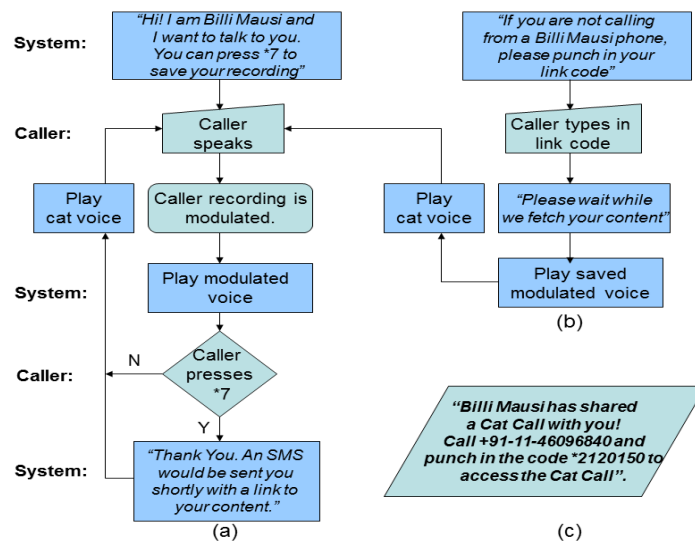 System:
“Hi! I am Billi Mausi and
I want to talk to you.
You can press *7 to
save your recording”
Caller:
Caller
speaks
Play
cat voice
Caller recording is
modulated.
System:
Play modulated
voice
Caller:
N
Caller
presses
*7
Y
System:
“Thank You. An SMS
would be sent you
shortly with a link to
your content.”
(a)
“If you are not calling
from a Billi Mausi phone,
please punch in your
link code”
Caller types in
link code
Play
cat voice
“Please wait while
we fetch your content”
Play saved
modulated voice
(b)
“Billi Mausi has shared
a Cat Call with you!
Call +91-11-46096840 and
punch in the code *2120150 to
access the Cat Call”.
(c)